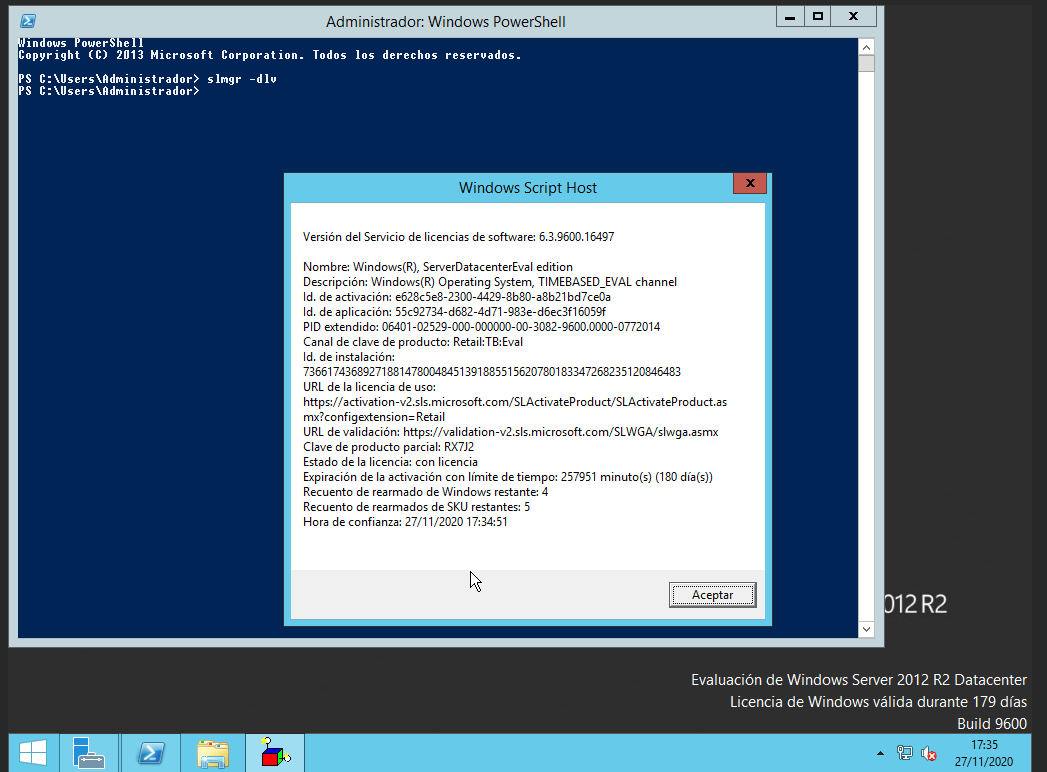 Administrador: Windows PowerShell
Windows PowerShell
Copyright (C) 2013 Microsoft Corporation. Todos los derechos reservados.
PS C:\Users\Administrador> slmgr -dlv
PS C:\Users\Administrador>
Windows Script Host
Versión del Servicio de licencias de software: 6.3.9600.16497
Nombre: Windows(R), ServerDatacenterEval edition
Descripción: Windows(R) Operating System, TIMEBASED_EVAL channel
Id. de activación: e628c5e8-2300-4429-8b80-a8b21bd7ce0a
Id. de aplicación: 55c92734-d682-4d71-983e-d6ec3f16059f
PID extendido: 06401-02529-000-000000-00-3082-9600.0000-0772014
Canal de clave de producto: Retail:TB:Eval
Id. de instalación:
736617436892718814780048451391885515620780183347268235120846483
URL de la licencia de uso:
https://activation-v2.sls.microsoft.com/SLActivateProduct/SLActivateProduct.as
mx?configextension=Retail
URL de validación: https://validation-v2.sls.microsoft.com/SLWGA/slwga.asmx
Clave de producto parcial: RX7J2
Estado de la licencia: con licencia
Expiración de la activación con límite de tiempo: 257951 minuto(s) (180 día(s))
Recuento de rearmado de Windows restante: 4
Recuento de rearmados de SKU restantes: 5
Hora de confianza: 27/11/2020 17:34:51
Aceptar
012 R2
Evaluación de Windows Server 2012 R2 Datacenter
Licencia de Windows válida durante 179 días
Build 9600
17:35
27/11/2020